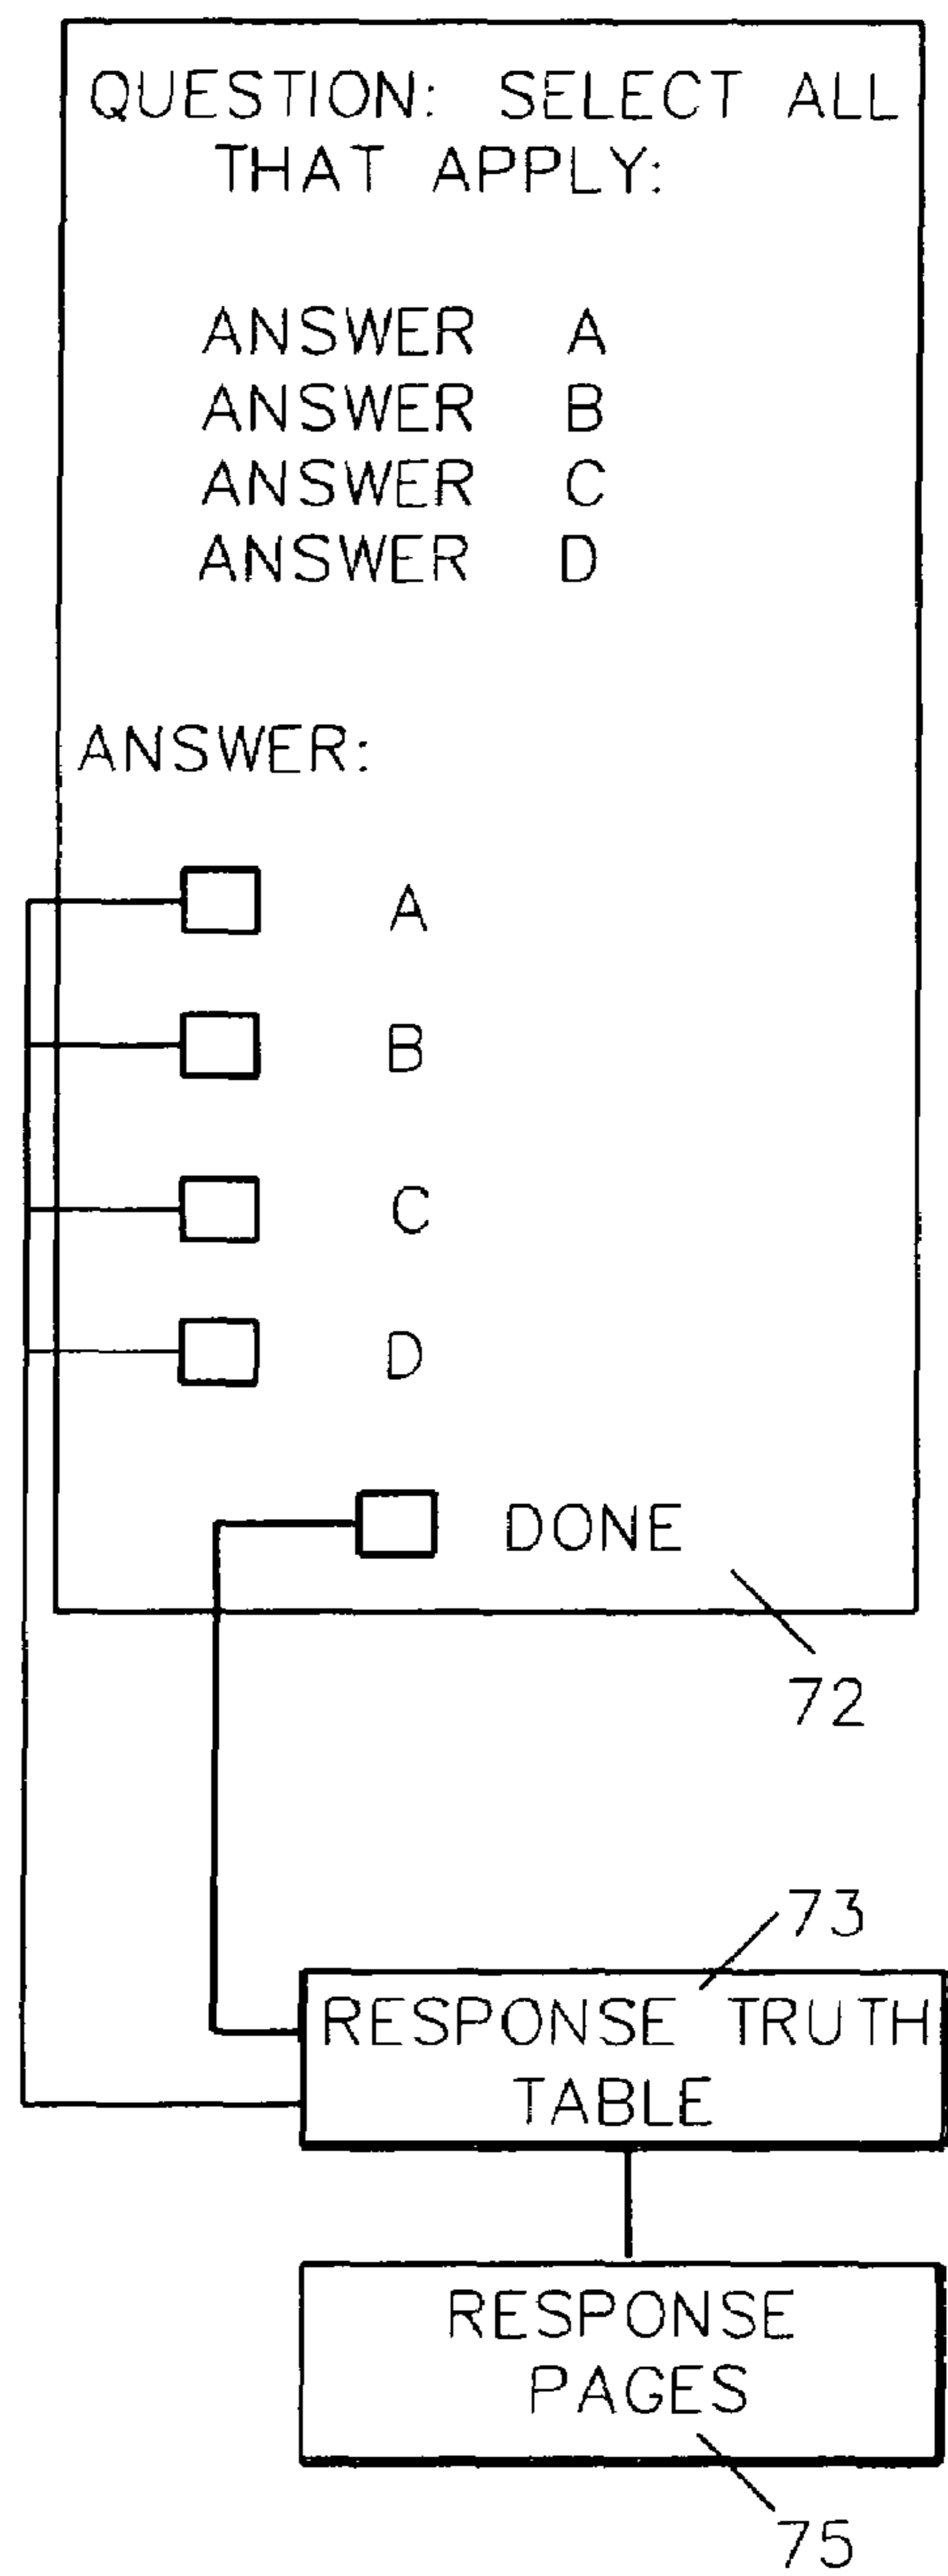 QUESTION: SELECT ALL
THAT APPLY:
ANSWER A
ANSWER B
ANSWER C
ANSWER D
ANSWER:
A
B
C
D
DONE
72
73
RESPONSE TRUTH
TABLE
RESPONSE
PAGES
75